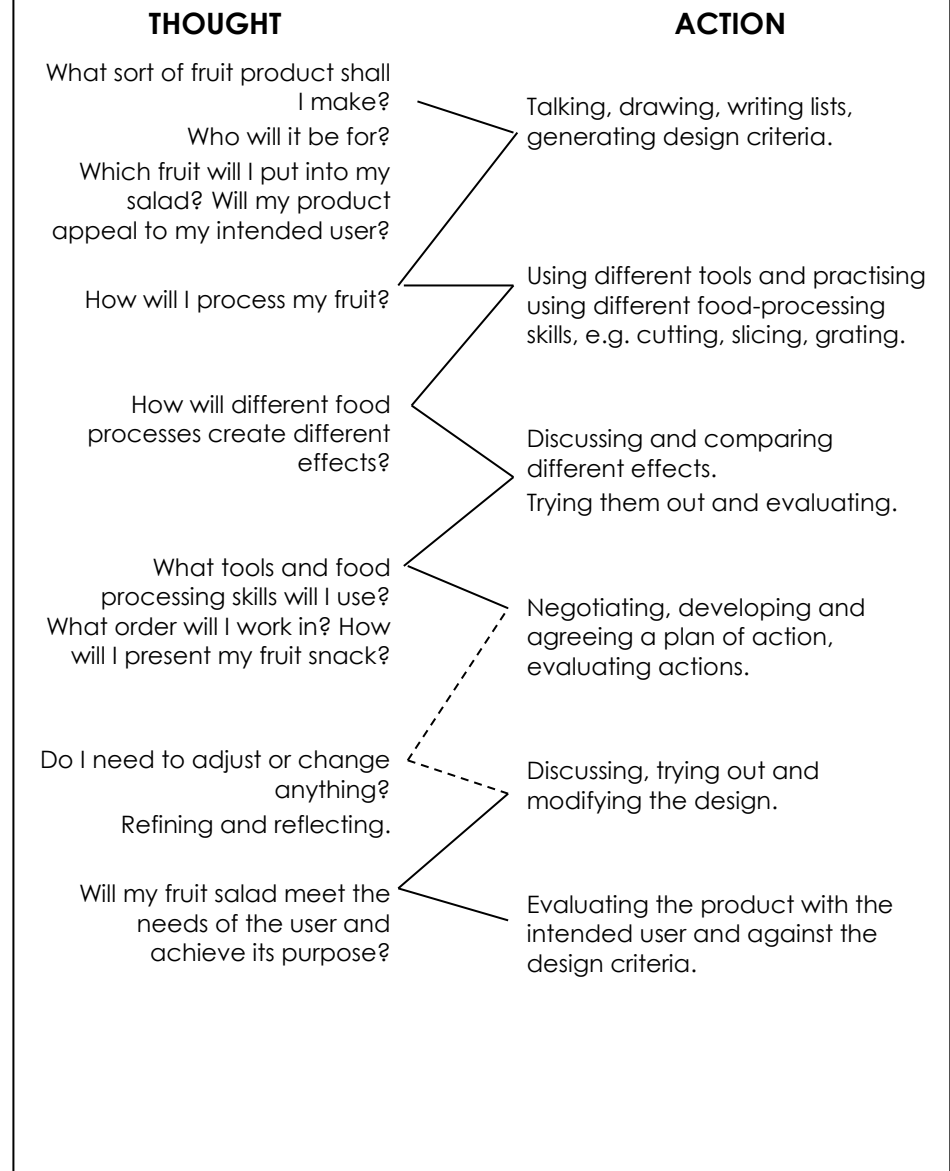 THOUGHT
ACTION
What sort of fruit product shall
I make?
Who will it be for?
Which fruit will I put into my
salad? Will my product
appeal to my intended user?
Talking, drawing, writing lists,
generating design criteria.
How will I process my fruit?
Using different tools and practising
using different food-processing
skills, e.g. cutting, slicing, grating.
How will different food
processes create different
effects?
Discussing and comparing
different effects.
Trying them out and evaluating.
What tools and food
processing skills will I use?
What order will I work in? How
will I present my fruit snack?
Negotiating, developing and
agreeing a plan of action,
evaluating actions.
Do I need to adjust or change
anything?
Refining and reflecting.
Discussing, trying out and
modifying the design.
Will my fruit salad meet the
needs of the user and
achieve its purpose?
Evaluating the product with the
intended user and against the
design criteria.